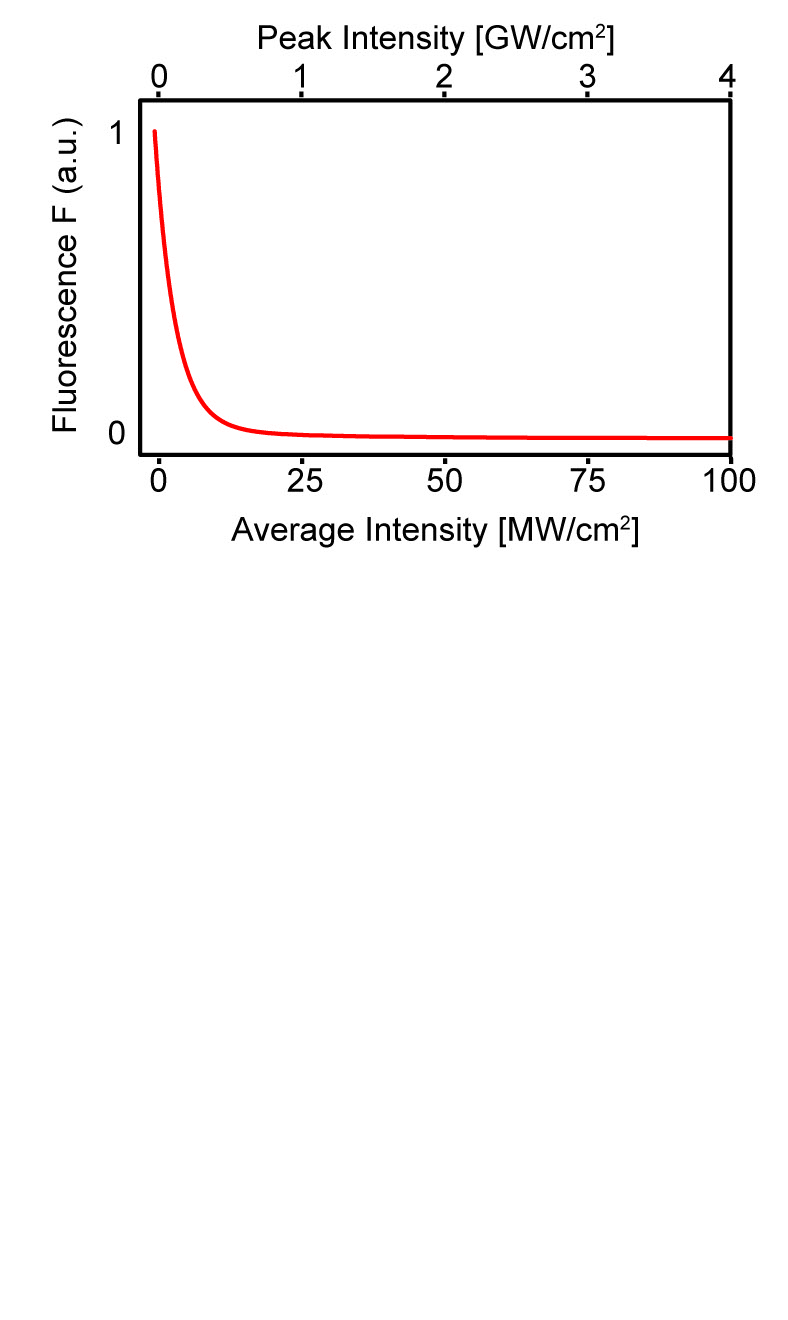 Peak Intensity [GW/cm²]
0 1 2 3 4
Fluorescence F (a.u.)
1
0
0 25 50 75 100
Average Intensity [MW/cm²]